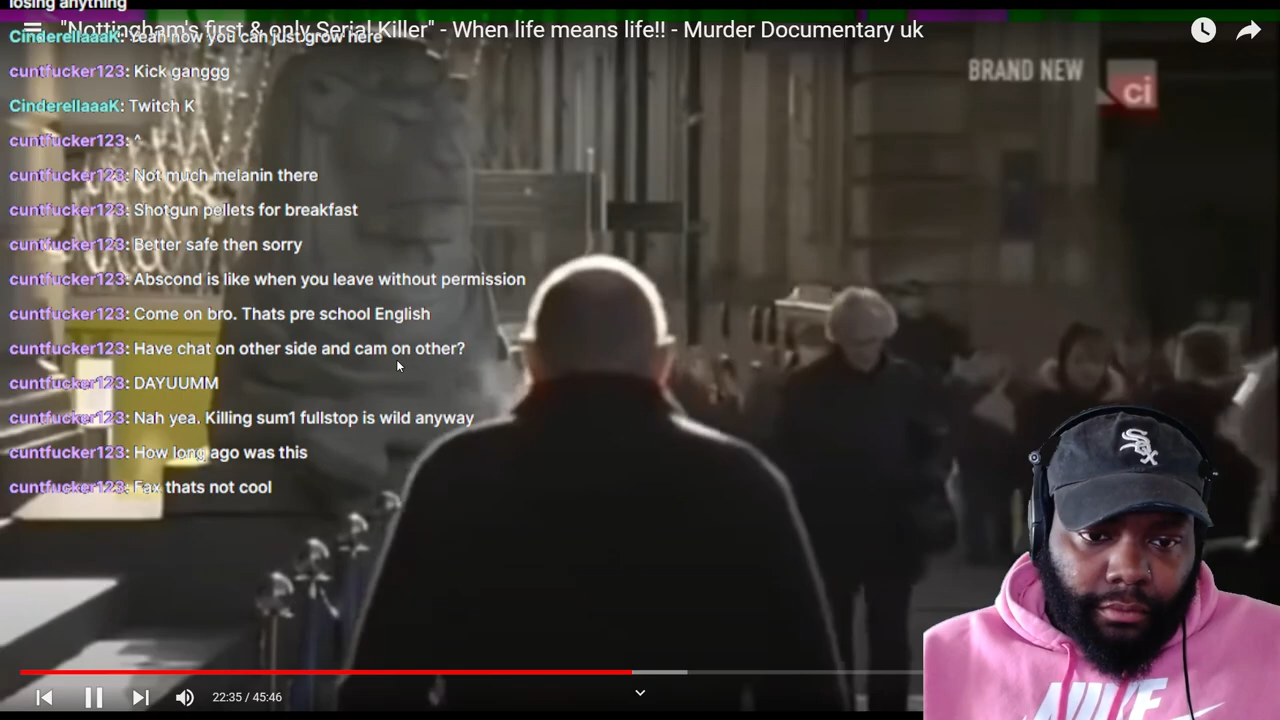 losing anything
"Nottingham's first & only Serial Killer" - When life means life!! - Murder Documentary uk
CinderellaaaK: Yeah now you can just grow here
cuntfucker123: Kick ganggg
BRAND NEW
ci
CinderellaaaK: Twitch K
cuntfucker123: ^
cuntfucker123: Not much melanin there
cuntfucker123: Shotgun pellets for breakfast
cuntfucker123: Better safe then sorry
cuntfucker123: Abscond is like when you leave without permission
cuntfucker123: Come on bro. Thats pre school English
cuntfucker123: Have chat on other side and cam on other?
cuntfucker123: DAYUUMM
cuntfucker123: Nah yea. Killing sum1 fullstop is wild anyway
cuntfucker123: How long ago was this
cuntfucker123: Fax thats not cool
Sox
NIKE
22:35 / 45:46